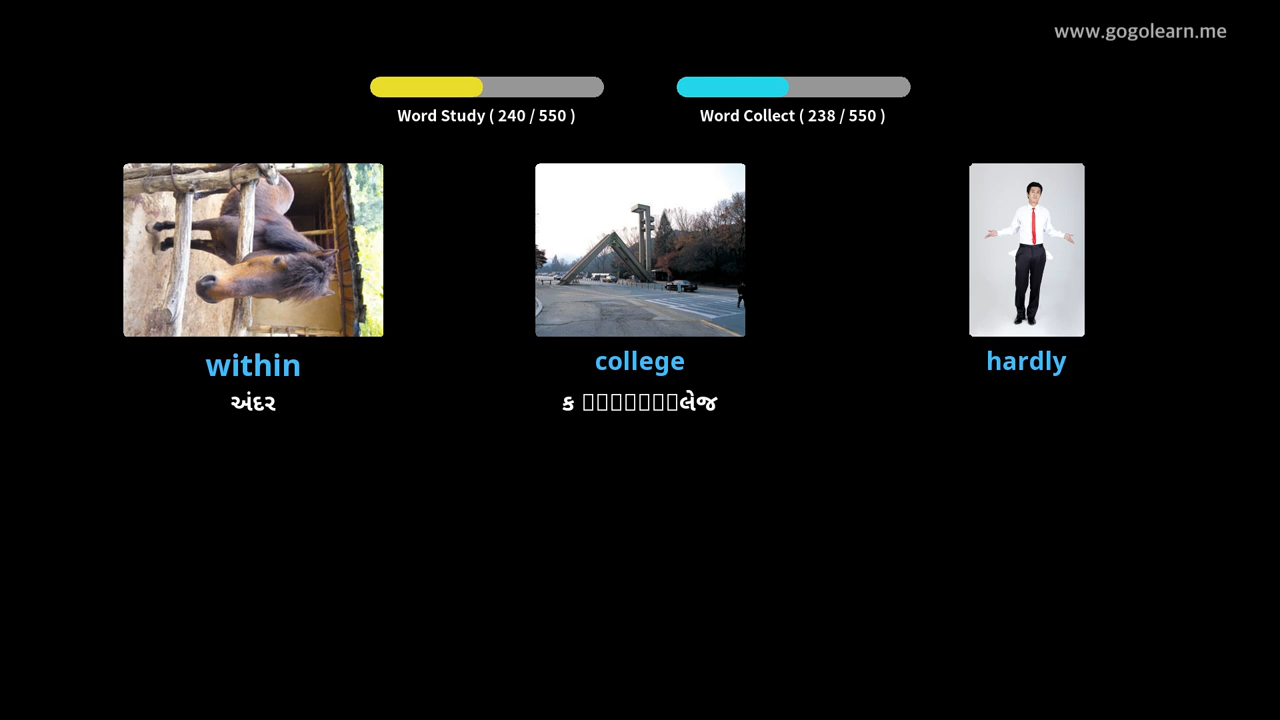 www.gogolearn.me
Word Study ( 240 / 550 )
Word Collect ( 238 / 550 )
within
college
hardly
અંદર
ક લેજ